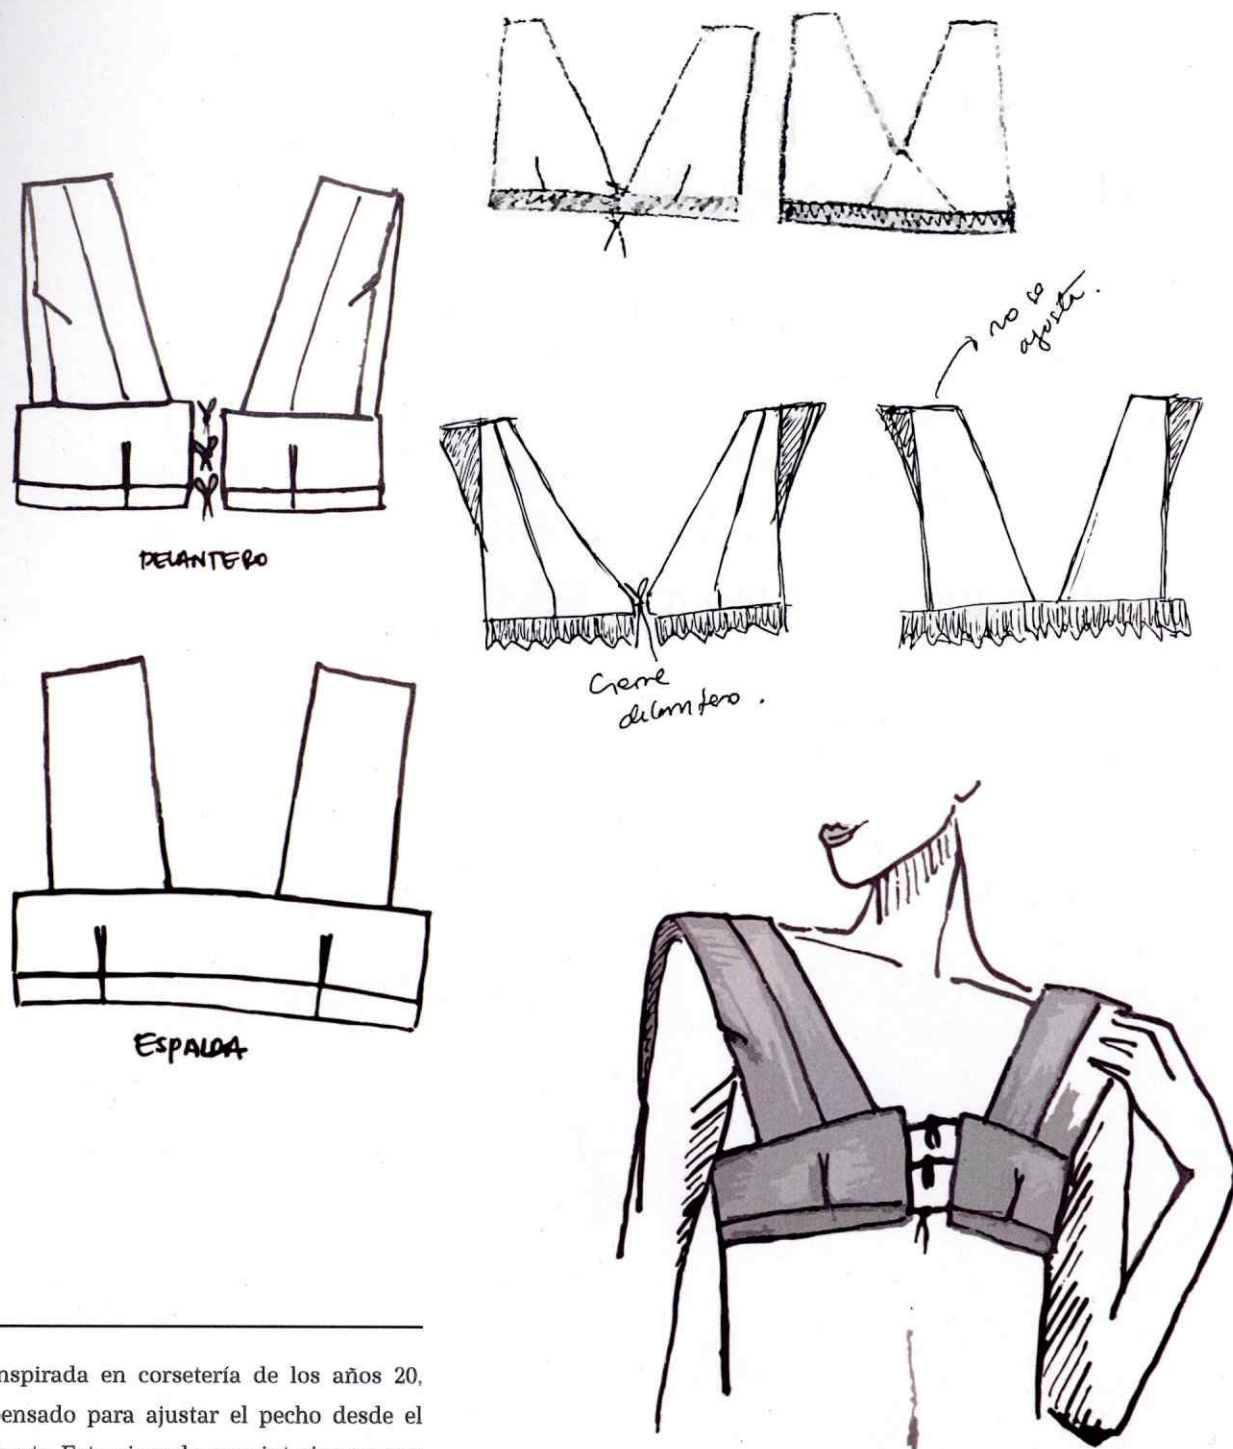 no se
ajusta.
DELANTERO
Cierre
delantero.
ESPALDA
nspirada en corsetería de los años 20,
pensado para ajustar el pecho desde el